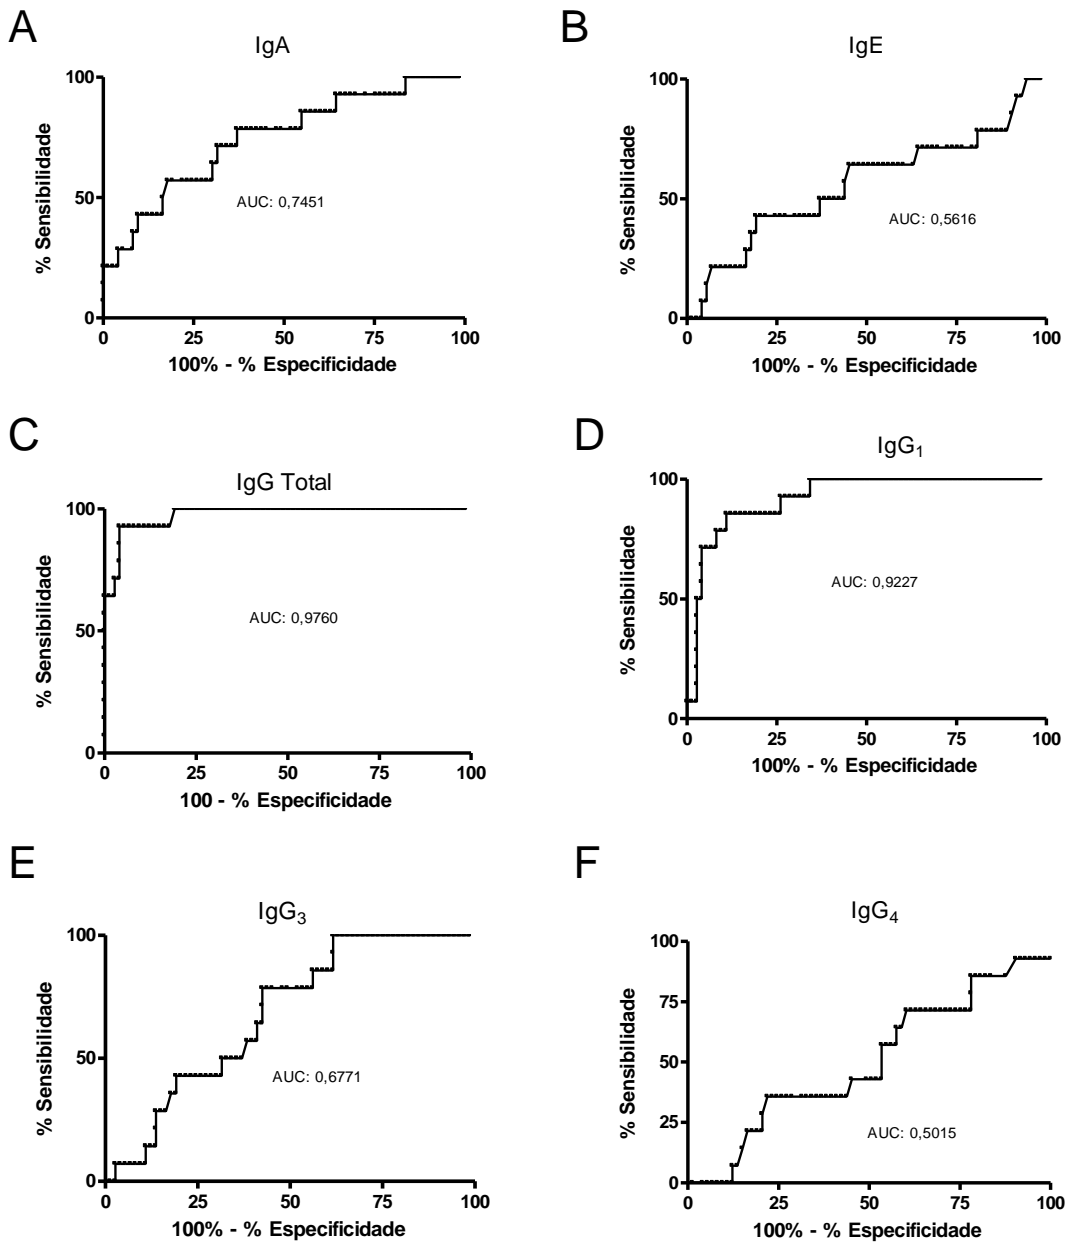 A
IgA
100
50
0
% Sensibilidade
AUC: 0,7451
0 25 50 75 100
100% - % Especificidade
B
IgE
100
50
0
% Sensibilidade
AUC: 0,5616
0 25 50 75 100
100% - % Especificidade
C
IgG Total
100
50
0
% Sensibilidade
AUC: 0,9760
0 25 50 75 100
100 - % Especificidade
D
IgG₁
100
50
0
% Sensibilidade
AUC: 0,9227
0 25 50 75 100
100% - % Especificidade
E
IgG₃
100
50
0
% Sensibilidade
AUC: 0,6771
0 25 50 75 100
100% - % Especificidade
F
IgG₄
100
75
50
25
0
% Sensibilidade
AUC: 0,5015
0 25 50 75 100
100% - % Especificidade